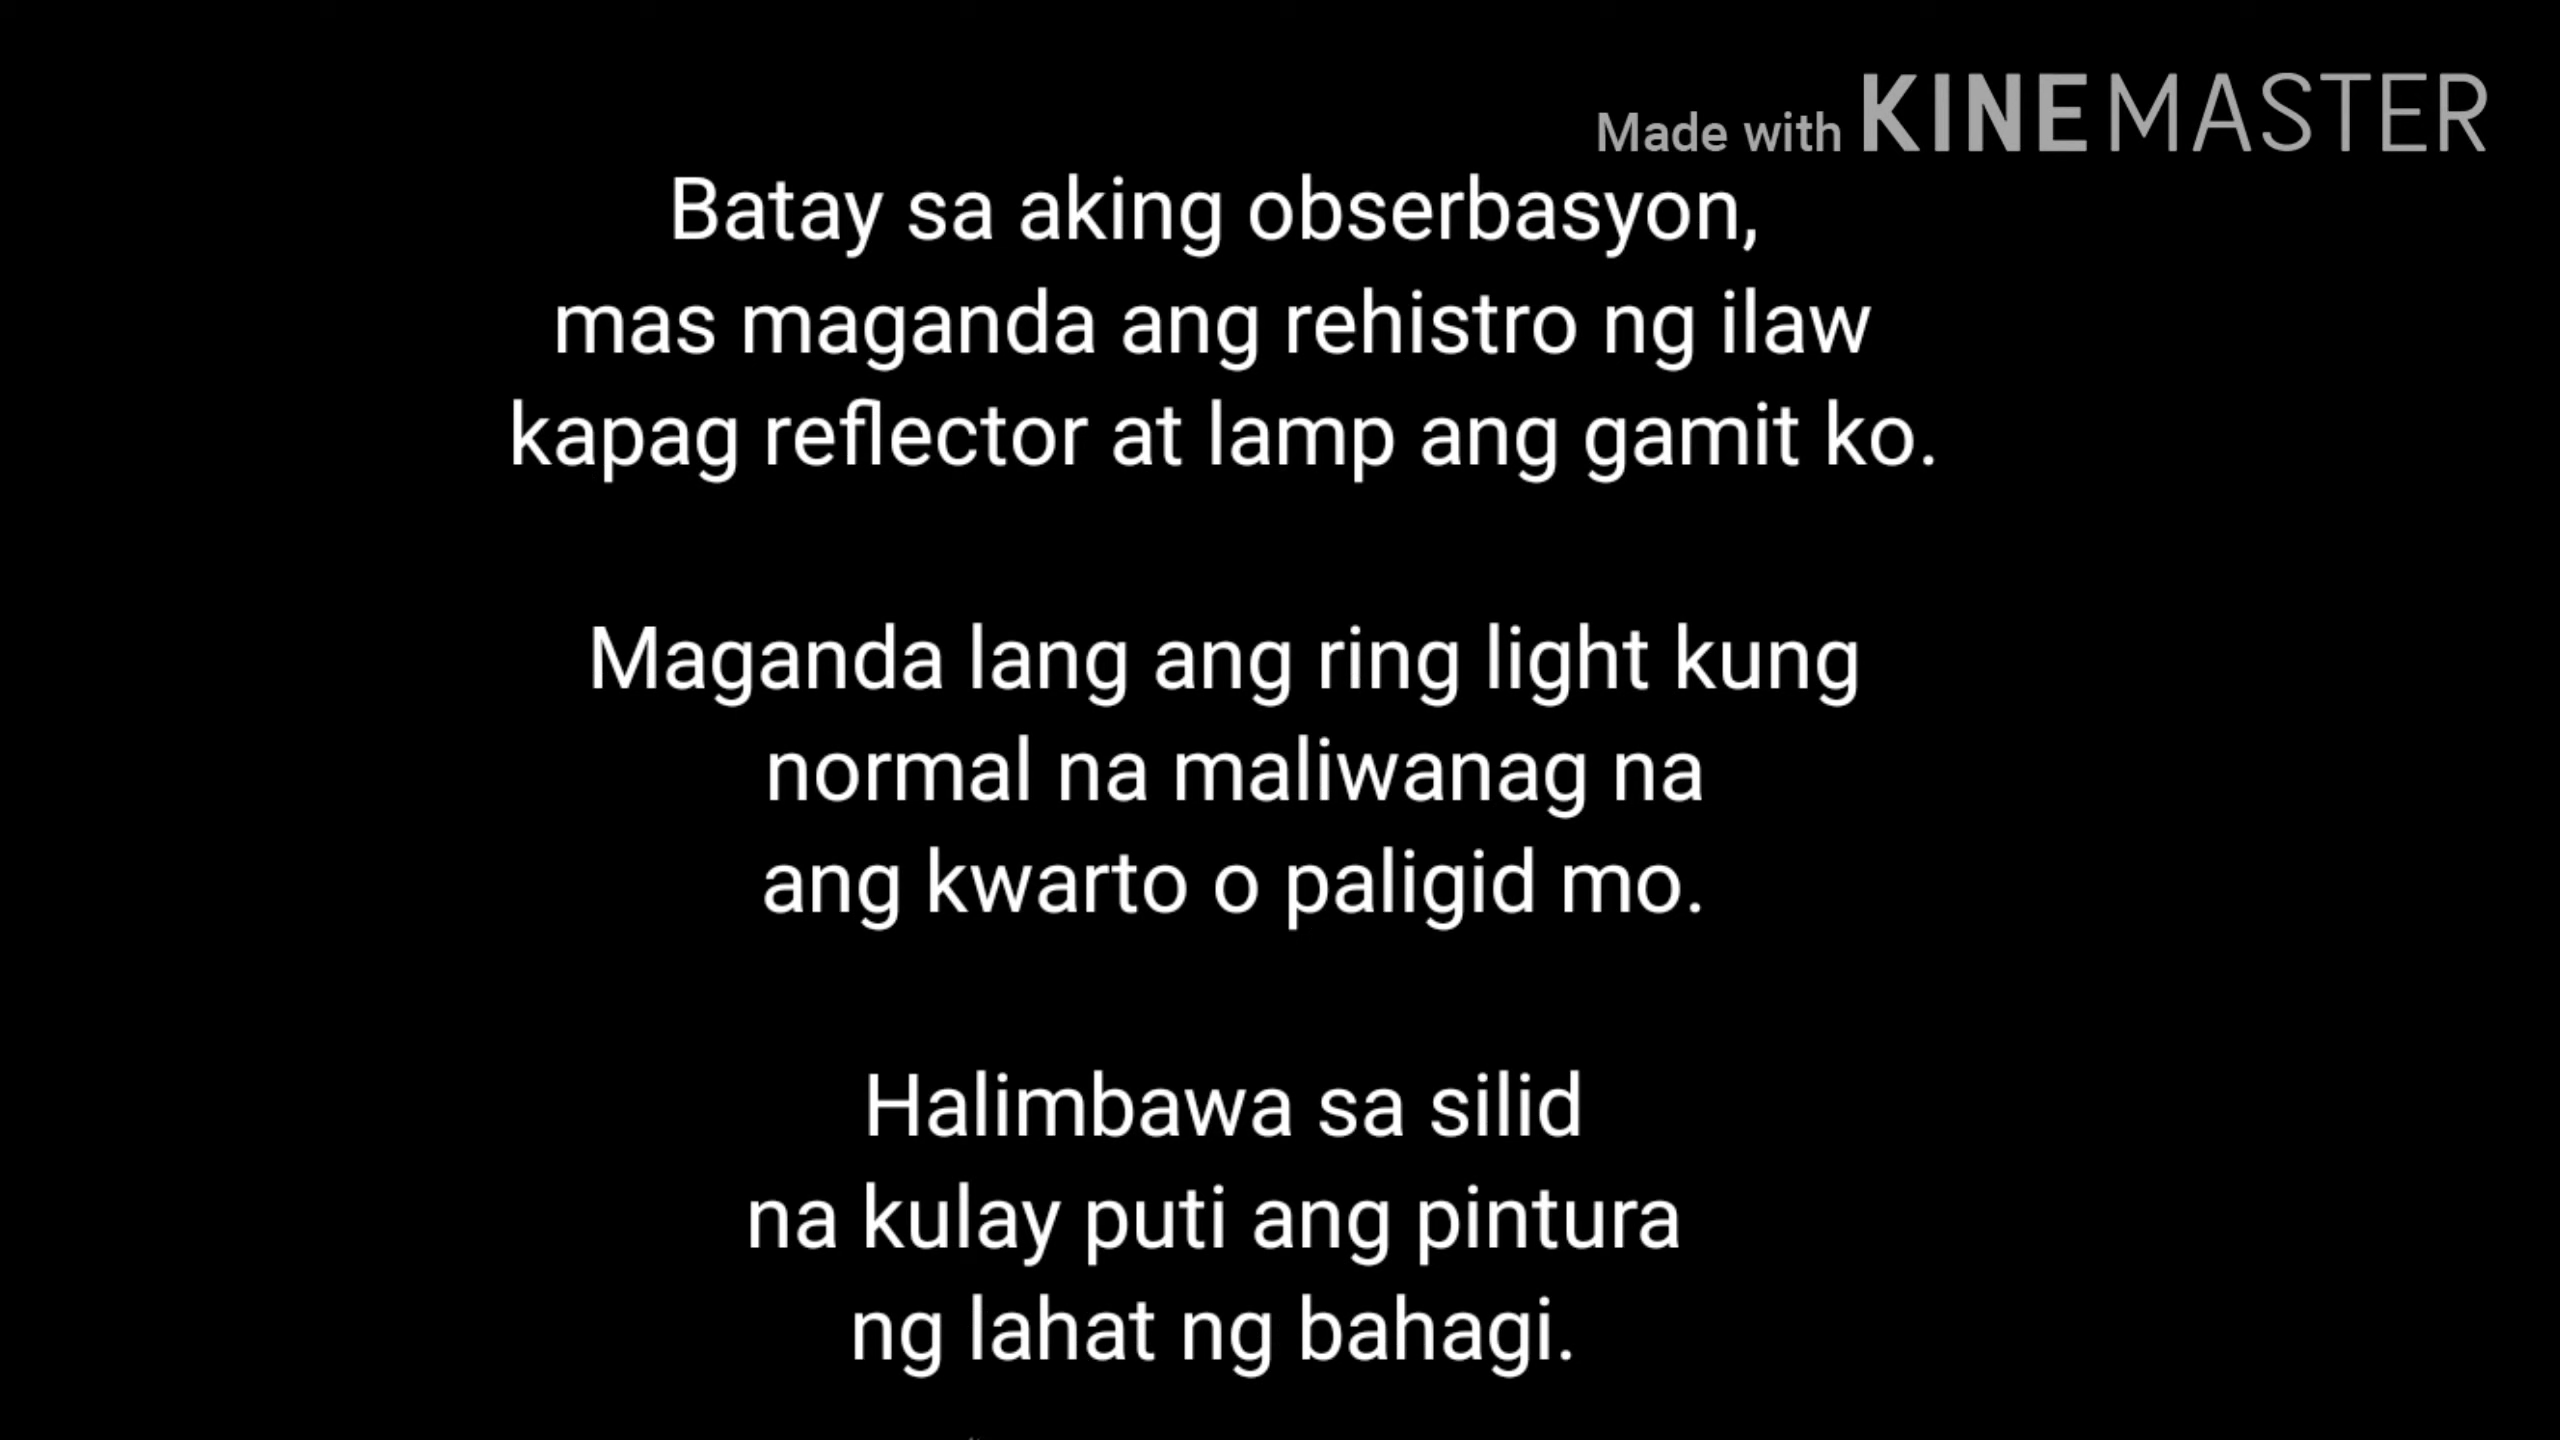 Made with KINEMASTER
Batay sa aking obserbasyon,
mas maganda ang rehistro ng ilaw
kapag reflector at lamp ang gamit ko.
Maganda lang ang ring light kung
normal na maliwanag na
ang kwarto o paligid mo.
Halimbawa sa silid
na kulay puti ang pintura
ng lahat ng bahagi.